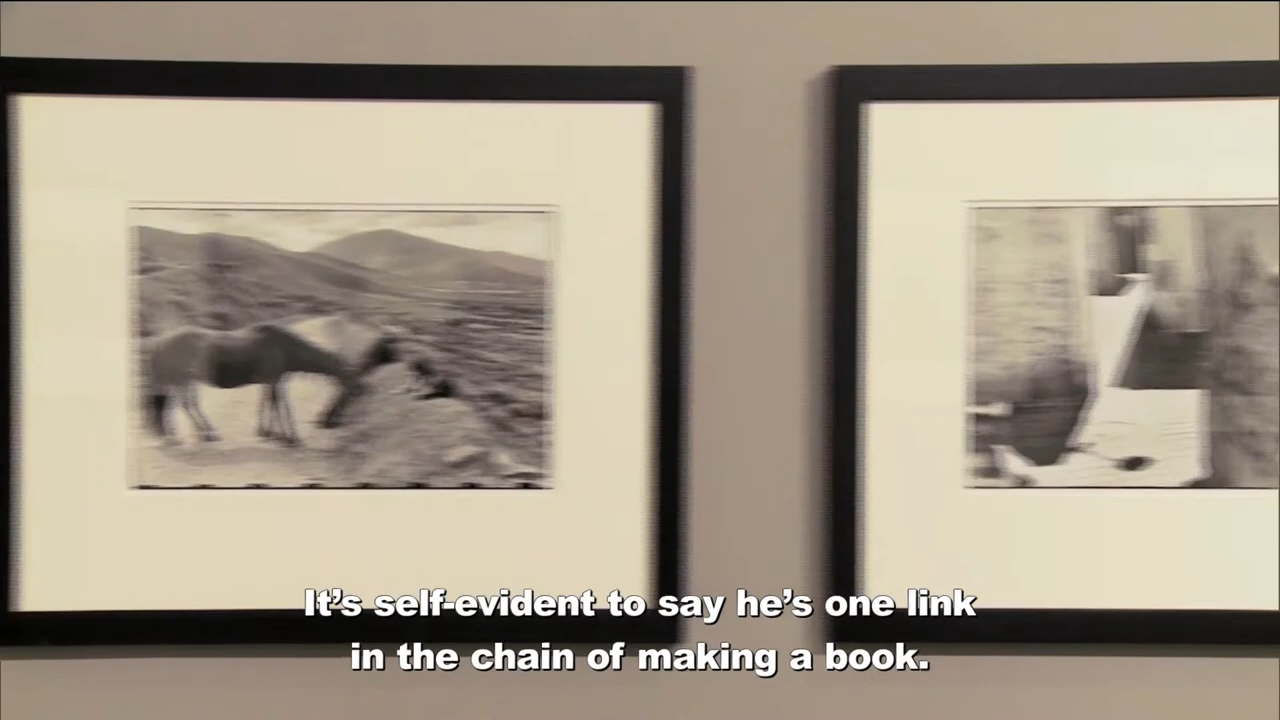 It’s self-evident to say he’s one link
in the chain of making a book.